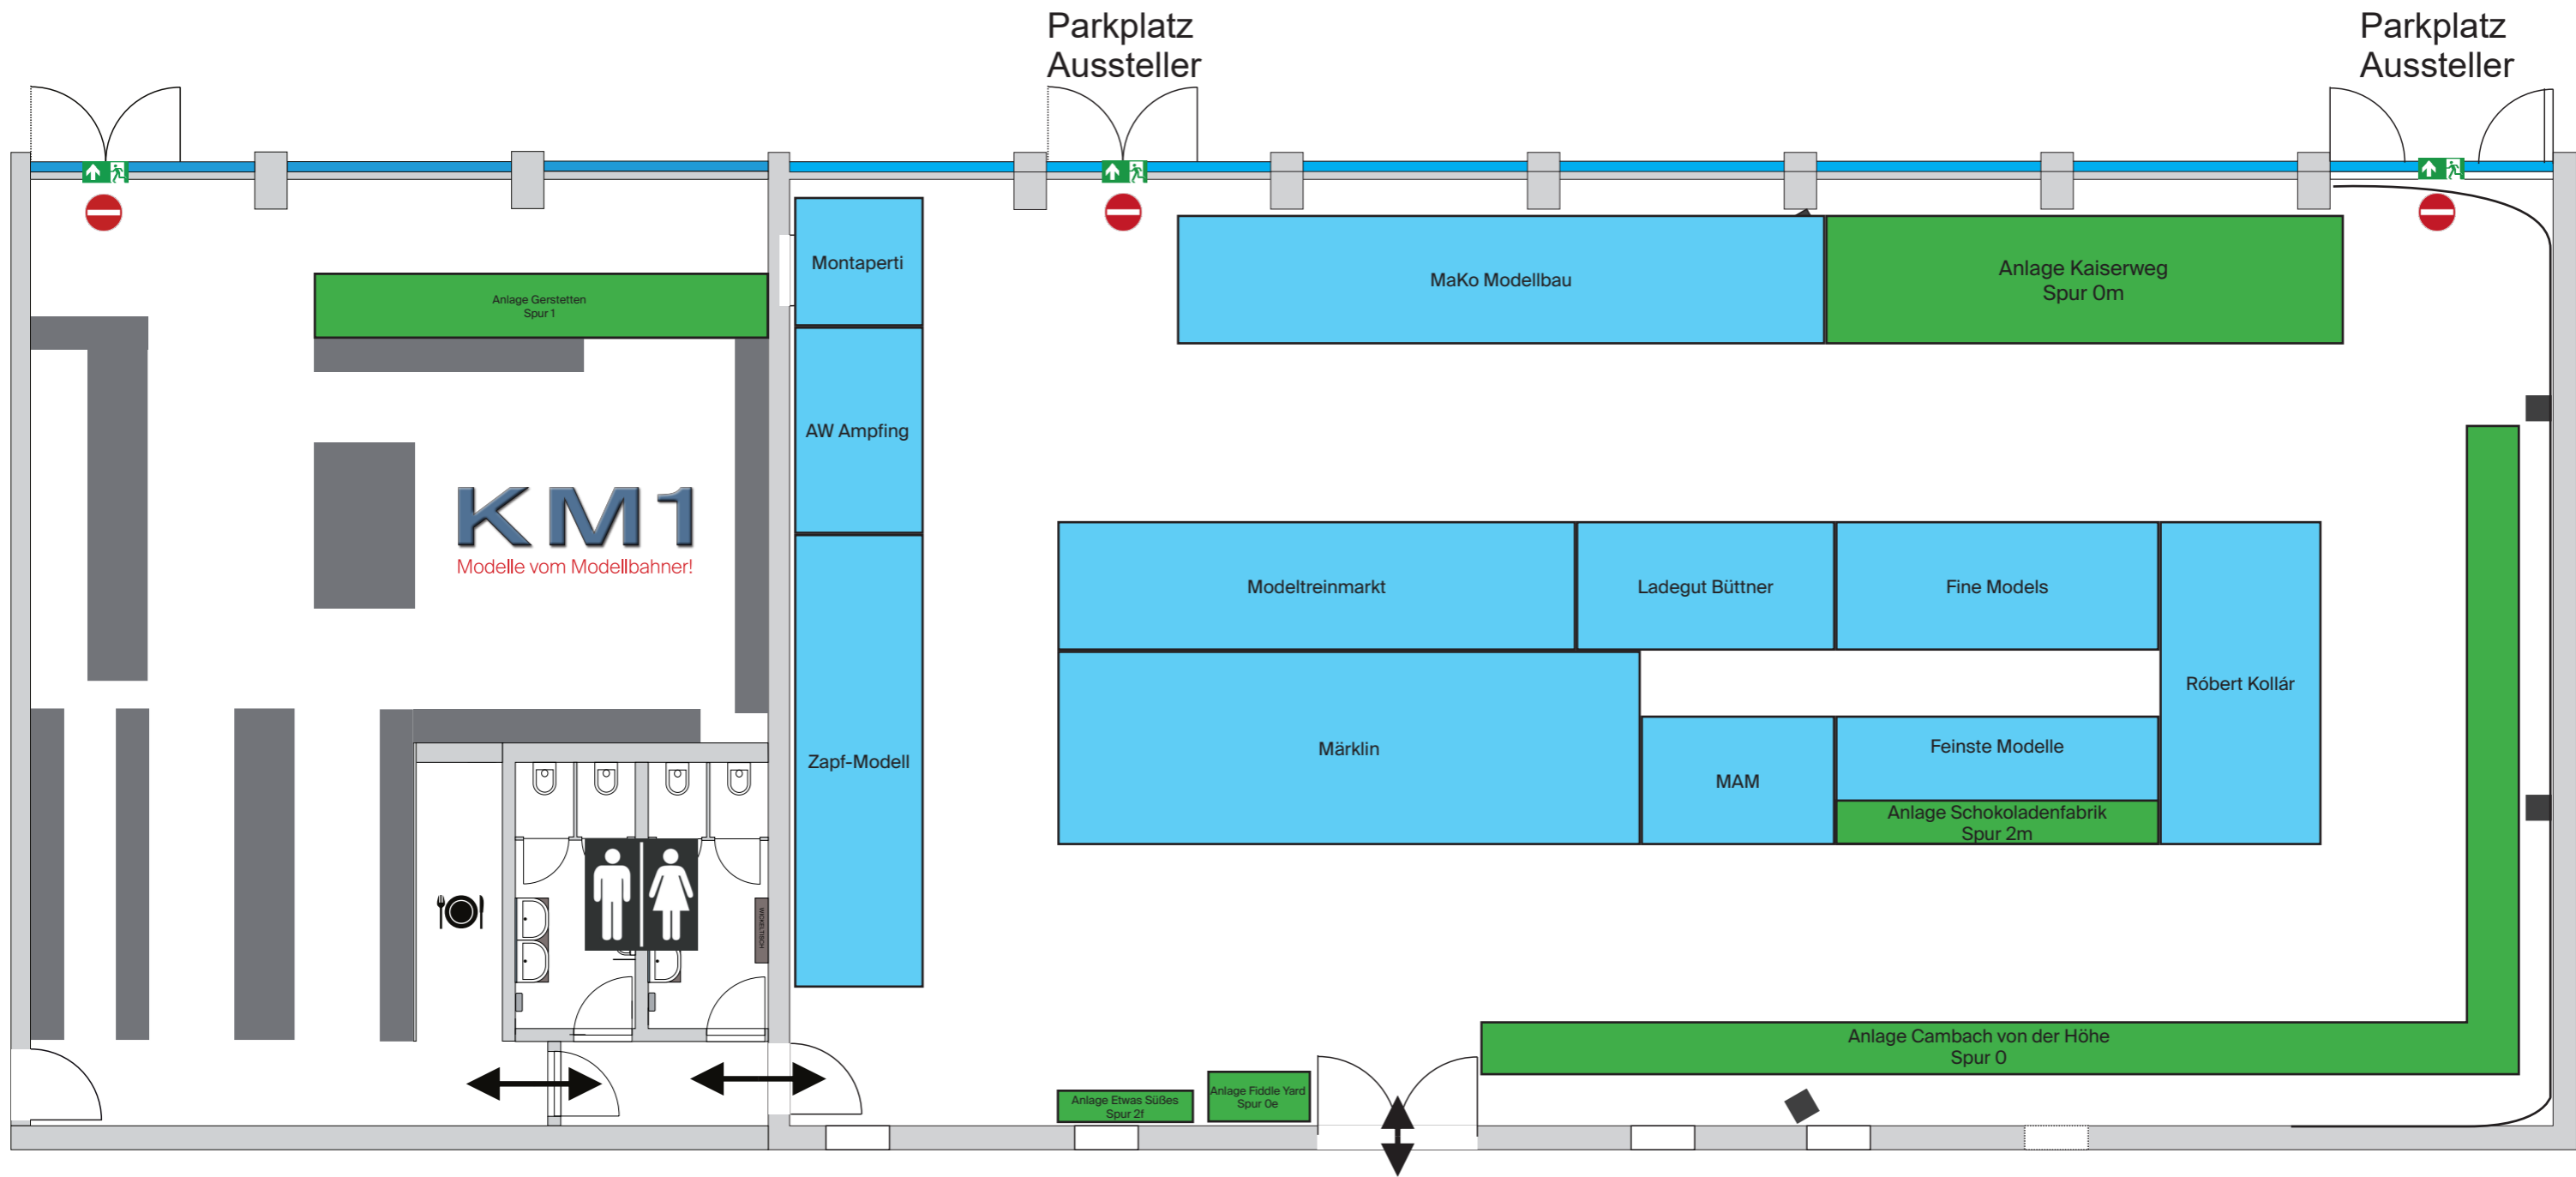 Parkplatz
Aussteller
Parkplatz
Aussteller
Montaperti
MaKo Modellbau
Anlage Kaiserweg
Spur 0m
Anlage Gerstetten
Spur 1
AW Ampfing
KM1
Modelle vom Modellbahner!
Modeltreinmarkt
Ladegut Büttner
Fine Models
Róbert Kollár
Zapf-Modell
Märklin
MAM
Feinste Modelle
Anlage Schokoladenfabrik
Spur 2m
WICKELTISCH
Anlage Cambach von der Höhe
Spur 0
Anlage Etwas Süßes
Spur 2f
Anlage Fiddle Yard
Spur 0e